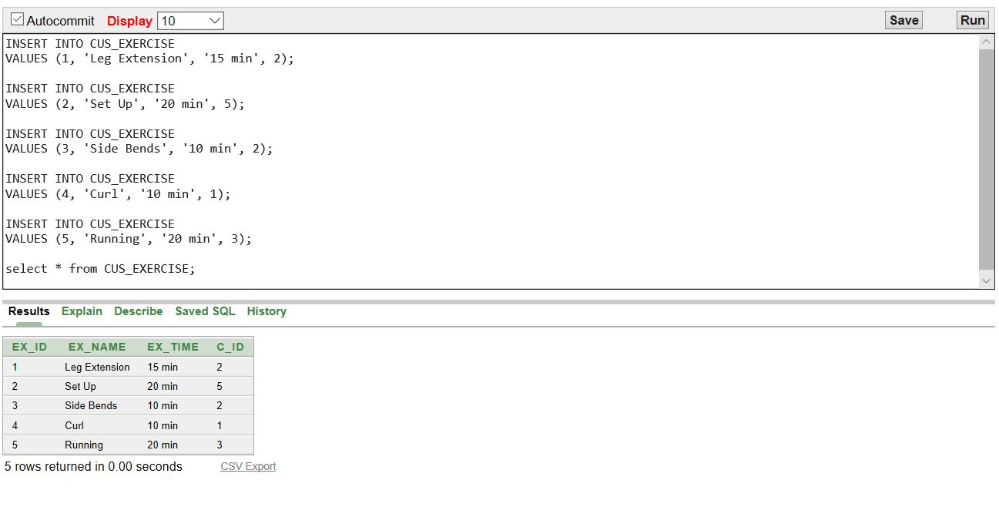 Autocommit Display 10 Save Run
INSERT INTO CUS_EXERCISE
VALUES (1, 'Leg Extension', '15 min', 2);
INSERT INTO CUS_EXERCISE
VALUES (2, 'Set Up', '20 min', 5);
INSERT INTO CUS_EXERCISE
VALUES (3, 'Side Bends', '10 min', 2);
INSERT INTO CUS_EXERCISE
VALUES (4, 'Curl', '10 min', 1);
INSERT INTO CUS_EXERCISE
VALUES (5, 'Running', '20 min', 3);
select * from CUS_EXERCISE;
Results Explain Describe Saved SQL History
EX_ID EX_NAME EX_TIME C_ID
1 Leg Extension 15 min 2
2 Set Up 20 min 5
3 Side Bends 10 min 2
4 Curl 10 min 1
5 Running 20 min 3
5 rows returned in 0.00 seconds CSV Export